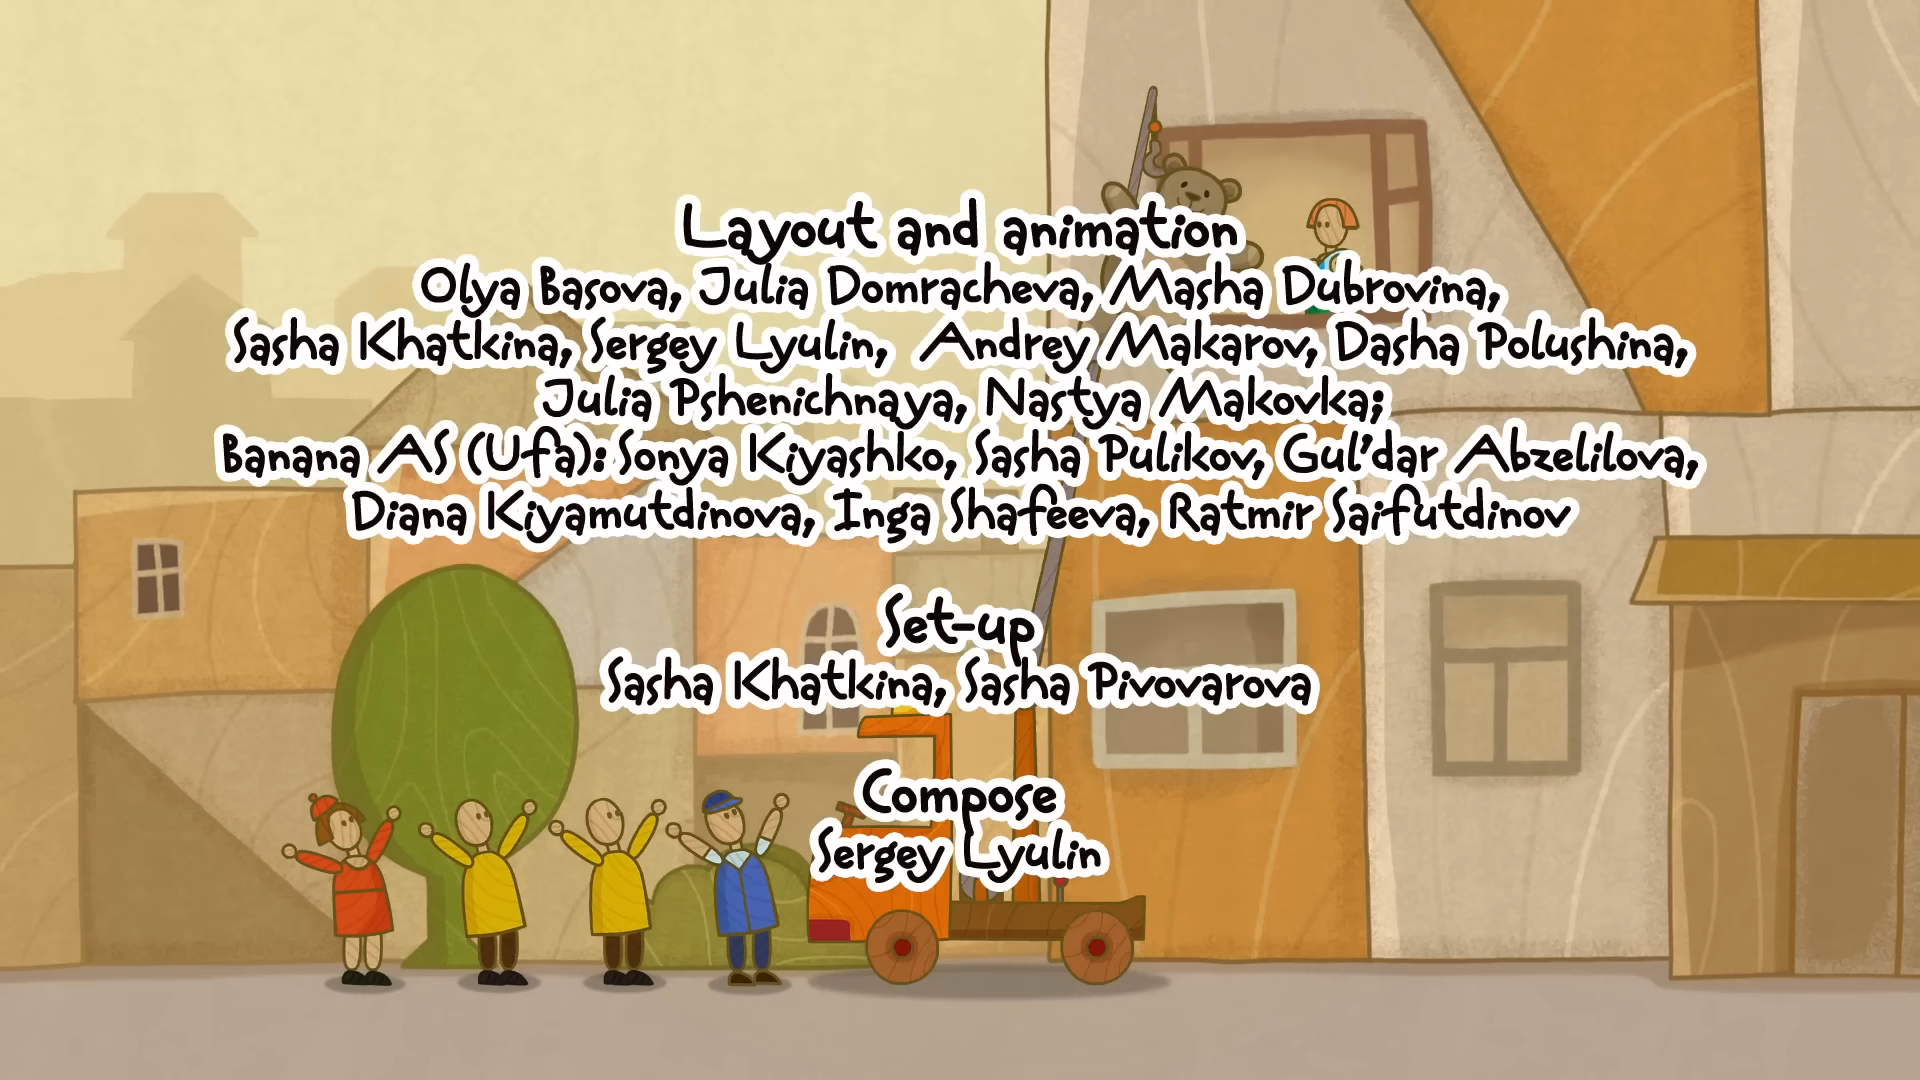 Layout and animation
Olya Basova, Julia Domracheva, Masha Dubrovina,
Sasha Khatkina, Sergey Lyulin, Andrey Makarov, Dasha Polushina,
Julia Pshenichnaya, Nastya Makovka;
Banana AS (Ufa): Sonya Kiyashko, Sasha Pulikov, Gul'dar Abzelilova,
Diana Kiyamutdinova, Inga Shafeeva, Ratmir Saifutdinov
Set-up
Sasha Khatkina, Sasha Pivovarova
Compose
Sergey Lyulin